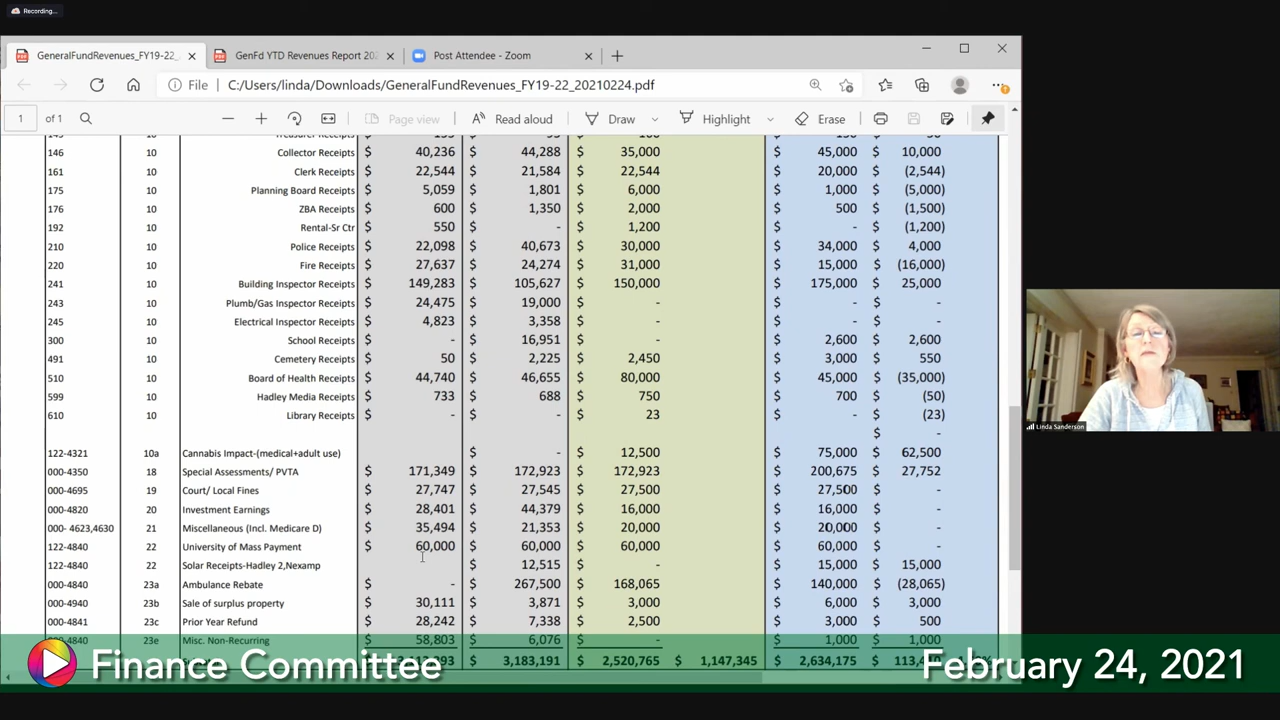 Recording...
GeneralFundRevenues_FY19-22_ GenFd YTD Revenues Report 202 Post Attendee - Zoom
File C:/Users/linda/Downloads/GeneralFundRevenues_FY19-22_20210224.pdf
1 of 1 Page view Read aloud Draw Highlight Erase
146 10 Collector Receipts $ 40,236 $ 44,288 $ 35,000 $ 45,000 $ 10,000
161 10 Clerk Receipts $ 22,544 $ 21,584 $ 22,544 $ 20,000 $ (2,544)
175 10 Planning Board Receipts $ 5,059 $ 1,801 $ 6,000 $ 1,000 $ (5,000)
176 10 ZBA Receipts $ 600 $ 1,350 $ 2,000 $ 500 $ (1,500)
192 10 Rental-Sr Ctr $ 550 $ - $ 1,200 $ - $ (1,200)
210 10 Police Receipts $ 22,098 $ 40,673 $ 30,000 $ 34,000 $ 4,000
220 10 Fire Receipts $ 27,637 $ 24,274 $ 31,000 $ 15,000 $ (16,000)
241 10 Building Inspector Receipts $ 149,283 $ 105,627 $ 150,000 $ 175,000 $ 25,000
243 10 Plumb/Gas Inspector Receipts $ 24,475 $ 19,000 $ - $ - $ -
245 10 Electrical Inspector Receipts $ 4,823 $ 3,358 $ - $ - $ -
300 10 School Receipts $ - $ 16,951 $ - $ 2,600 $ 2,600
491 10 Cemetery Receipts $ 50 $ 2,225 $ 2,450 $ 3,000 $ 550
510 10 Board of Health Receipts $ 44,740 $ 46,655 $ 80,000 $ 45,000 $ (35,000)
599 10 Hadley Media Receipts $ 733 $ 688 $ 750 $ 700 $ (50)
610 10 Library Receipts $ - $ - $ 23 $ - $ (23)
$ -
122-4321 10a Cannabis Impact-(medical+adult use) $ - $ 12,500 $ 75,000 $ 62,500
000-4350 18 Special Assessments/ PVTA $ 171,349 $ 172,923 $ 172,923 $ 200,675 $ 27,752
000-4695 19 Court/ Local Fines $ 27,747 $ 27,545 $ 27,500 $ 27,500 $ -
000-4820 20 Investment Earnings $ 28,401 $ 44,379 $ 16,000 $ 16,000 $ -
000- 4623,4630 21 Miscellaneous (Incl. Medicare D) $ 35,494 $ 21,353 $ 20,000 $ 20,000 $ -
122-4840 22 University of Mass Payment $ 60,000 $ 60,000 $ 60,000 $ 60,000 $ -
122-4840 22 Solar Receipts-Hadley 2,Nexamp $ 12,515 $ - $ 15,000 $ 15,000
000-4840 23a Ambulance Rebate $ - $ 267,500 $ 168,065 $ 140,000 $ (28,065)
000-4940 23b Sale of surplus property $ 30,111 $ 3,871 $ 3,000 $ 6,000 $ 3,000
000-4841 23c Prior Year Refund $ 28,242 $ 7,338 $ 2,500 $ 3,000 $ 500
23e Misc. Non-Recurring $ 58,803 $ 6,076 $ - $ 1,000 $ 1,000
$ 3,183,191 $ 2,520,765 $ 1,147,345 $ 2,634,175 $
Linda Sanderson
Finance Committee
February 24, 2021